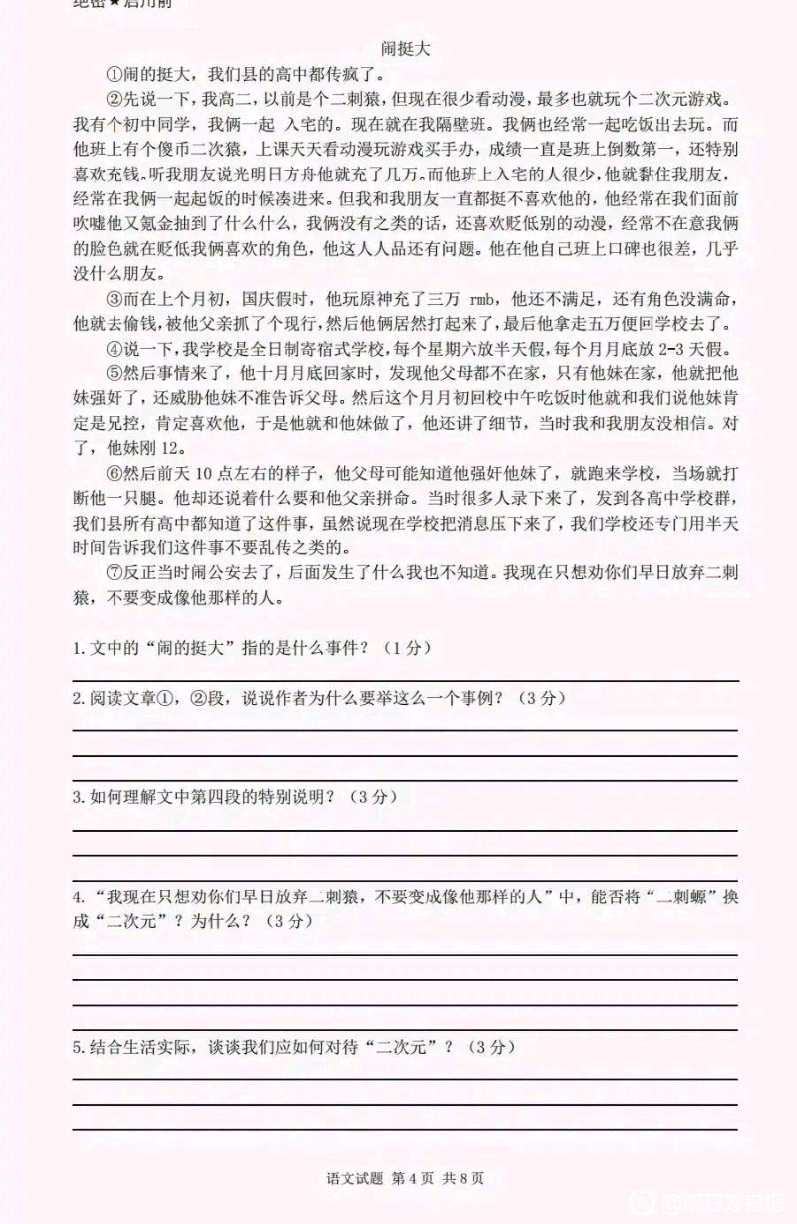 绝密★启用前
闹挺大
①闹的挺大，我们县的高中都传疯了。
②先说一下，我高二，以前是个二刺猿，但现在很少看动漫，最多也就玩个二次元游戏。
我有个初中同学，我俩一起 入宅的。现在就在我隔壁班。我俩也经常一起吃饭出去玩。而
他班上有个傻币二次猿，上课天天看动漫玩游戏买手办，成绩一直是班上倒数第一，还特别
喜欢充钱。听我朋友说光明日方舟他就充了几万。而他班上入宅的人很少，他就黏住我朋友，
经常在我俩一起起饭的时候凑进来。但我和我朋友一直都挺不喜欢他的，他经常在我们面前
吹嘘他又氪金抽到了什么什么，我俩没有之类的话，还喜欢贬低别的动漫，经常不在意我俩
的脸色就在贬低我俩喜欢的角色，他这人人品还有问题。他在他自己班上口碑也很差，几乎
没什么朋友。
③而在上个月初，国庆假时，他玩原神充了三万 rmb，他还不满足，还有角色没满命，
他就去偷钱，被他父亲抓了个现行，然后他俩居然打起来了，最后他拿走五万便回学校去了。
④说一下，我学校是全日制寄宿式学校，每个星期六放半天假，每个月月底放 2-3 天假。
⑤然后事情来了，他十月月底回家时，发现他父母都不在家，只有他妹在家，他就把他
妹强奸了，还威胁他妹不准告诉父母。然后这个月月初回校中午吃饭时他就和我们说他妹肯
定是兄控，肯定喜欢他，于是他就和他妹做了，他还讲了细节，当时我和我朋友没相信。对
了，他妹刚 12。
⑥然后前天 10 点左右的样子，他父母可能知道他强奸他妹了，就跑来学校，当场就打
断他一只腿。他却还说着什么要和他父亲拼命。当时很多人录下来了，发到各高中学校群，
我们县所有高中都知道了这件事，虽然说现在学校把消息压下来了，我们学校还专门用半天
时间告诉我们这件事不要乱传之类的。
⑦反正当时闹公安去了，后面发生了什么我也不知道。我现在只想劝你们早日放弃二刺
猿，不要变成像他那样的人。
1.文中的“闹的挺大”指的是什么事件？（1 分）
2.阅读文章①，②段，说说作者为什么要举这么一个事例？（3 分）
3.如何理解文中第四段的特别说明？（3 分）
4.“我现在只想劝你们早日放弃二刺猿，不要变成像他那样的人”中，能否将“二刺螈”换
成“二次元”？为什么？（3 分）
5.结合生活实际，谈谈我们应如何对待“二次元”？（3 分）
语文试题 第 4 页 共 8 页